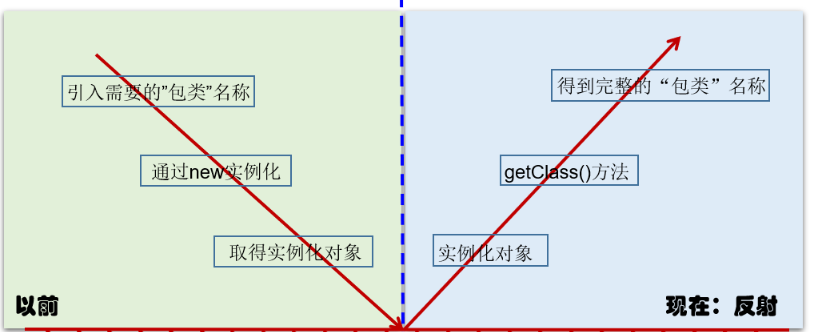 引入需要的”包类”名称
通过new实例化
取得实例化对象
以前
得到完整的“包类”名称
getClass()方法
实例化对象
现在：反射